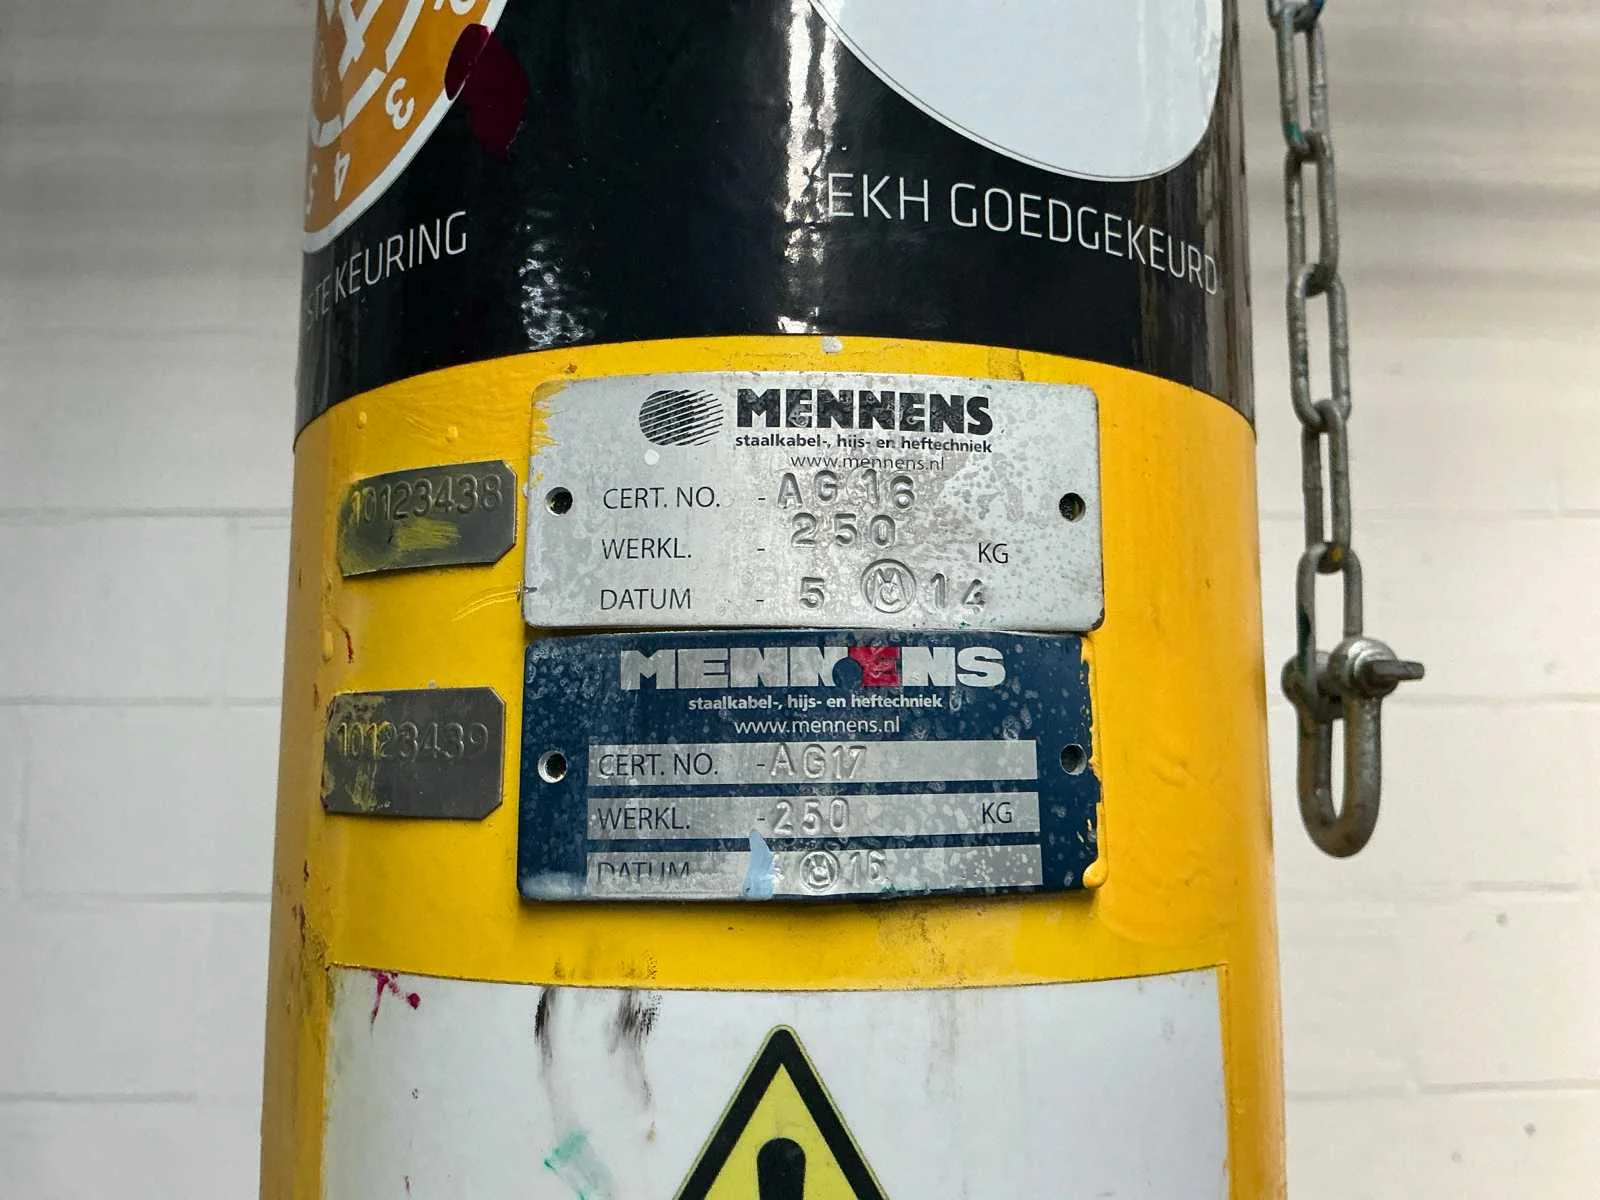 3
4
EKH GOEDGEKEURD
KEURING
MENNENS
staalkabel-, hijs- en heftechniek
www.mennens.nl
CERT. NO. - AG 16
WERKL. - 250 KG
DATUM - 5 M 14
10123438
MENNENS
staalkabel-, hijs- en heftechniek
www.mennens.nl
CERT. NO. - AG17
WERKL. - 250 KG
DATUM M 16
10123439